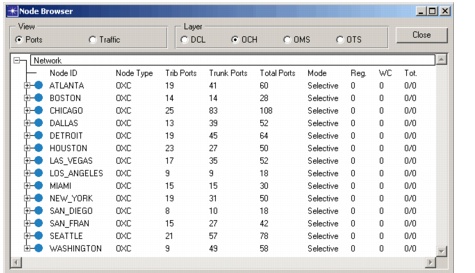 Node Browser
View
Ports Traffic
Layer
DCL OCH OMS OTS
Close
Network
Node ID Node Type Trib Ports Trunk Ports Total Ports Mode Reg. WC Tot.
ATLANTA OXC 19 41 60 Selective 0 0 0/0
BOSTON OXC 14 14 28 Selective 0 0 0/0
CHICAGO OXC 25 83 108 Selective 0 0 0/0
DALLAS OXC 13 39 52 Selective 0 0 0/0
DETROIT OXC 19 45 64 Selective 0 0 0/0
HOUSTON OXC 23 27 50 Selective 0 0 0/0
LAS_VEGAS OXC 17 35 52 Selective 0 0 0/0
LOS_ANGELES OXC 9 9 18 Selective 0 0 0/0
MIAMI OXC 15 15 30 Selective 0 0 0/0
NEW_YORK OXC 19 31 50 Selective 0 0 0/0
SAN_DIEGO OXC 8 10 18 Selective 0 0 0/0
SAN_FRAN OXC 15 27 42 Selective 0 0 0/0
SEATTLE OXC 21 57 78 Selective 0 0 0/0
WASHINGTON OXC 9 49 58 Selective 0 0 0/0